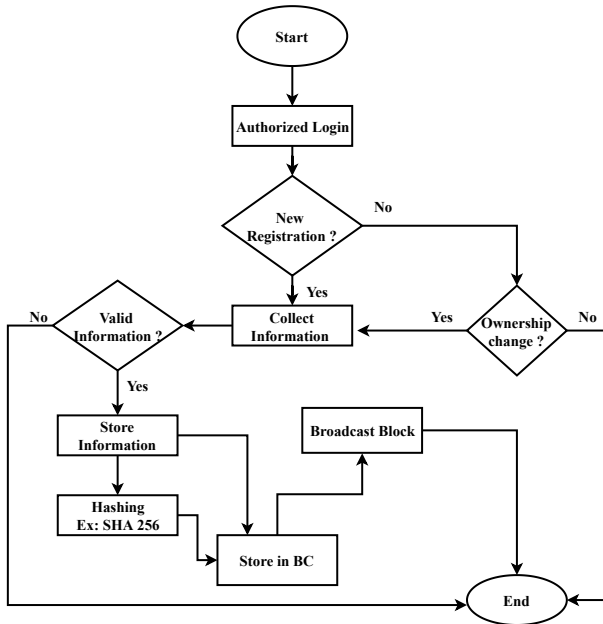 Start
Authorized Login
New
Registration ?
No
Yes
Ownership
change ?
Yes
No
Collect
Information
Valid
Information ?
No
Yes
Store
Information
Broadcast Block
Hashing
Ex: SHA 256
Store in BC
End